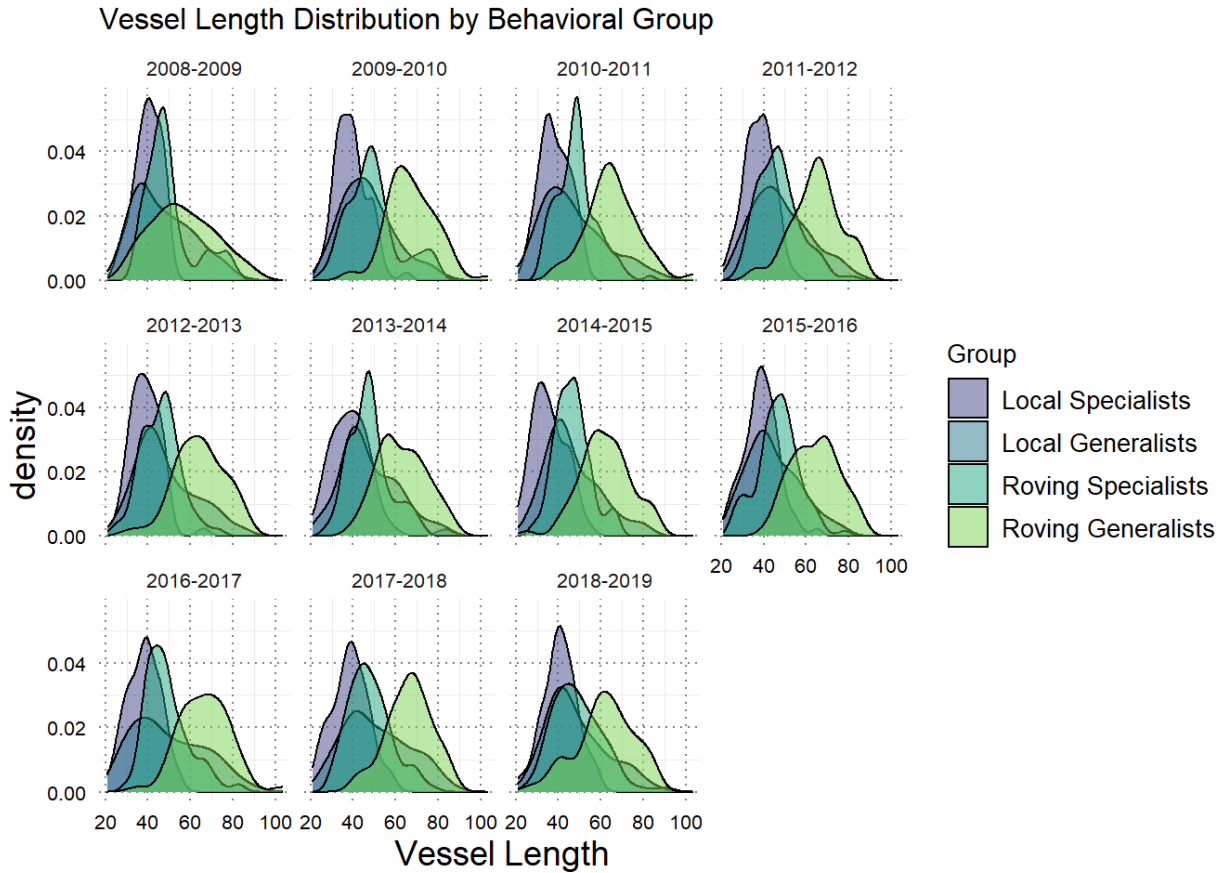 Vessel Length Distribution by Behavioral Group
2008-2009 2009-2010 2010-2011 2011-2012
0.04
0.02
0.00
2012-2013 2013-2014 2014-2015 2015-2016
0.04
0.02
0.00
20 40 60 80 100
2016-2017 2017-2018 2018-2019
0.04
0.02
0.00
20 40 60 80 100 20 40 60 80 100 20 40 60 80 100
density
Vessel Length
Group
Local Specialists
Local Generalists
Roving Specialists
Roving Generalists